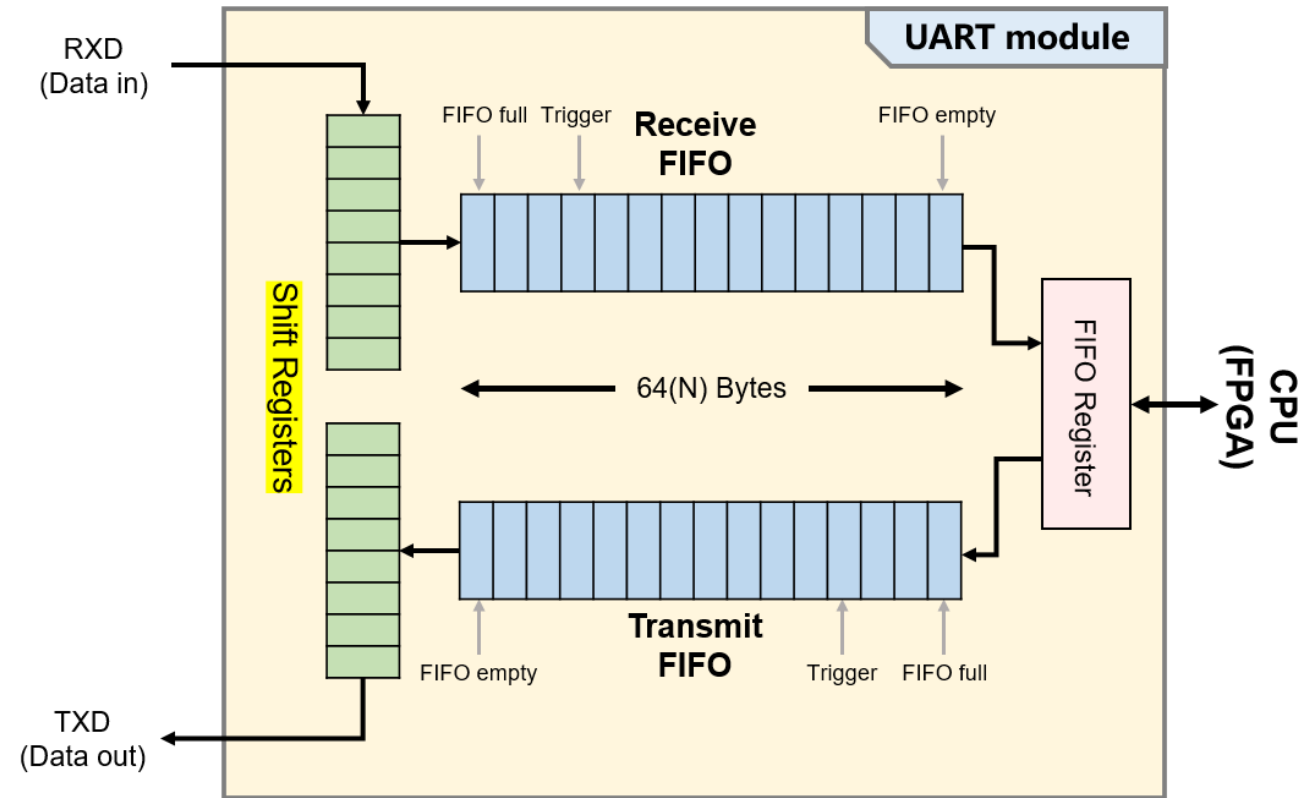 UART module
RXD
(Data in)
FIFO full
Trigger
Receive
FIFO
FIFO empty
Shift Registers
64(N) Bytes
FIFO Register
CPU
(FPGA)
Transmit
FIFO
FIFO empty
Trigger
FIFO full
TXD
(Data out)